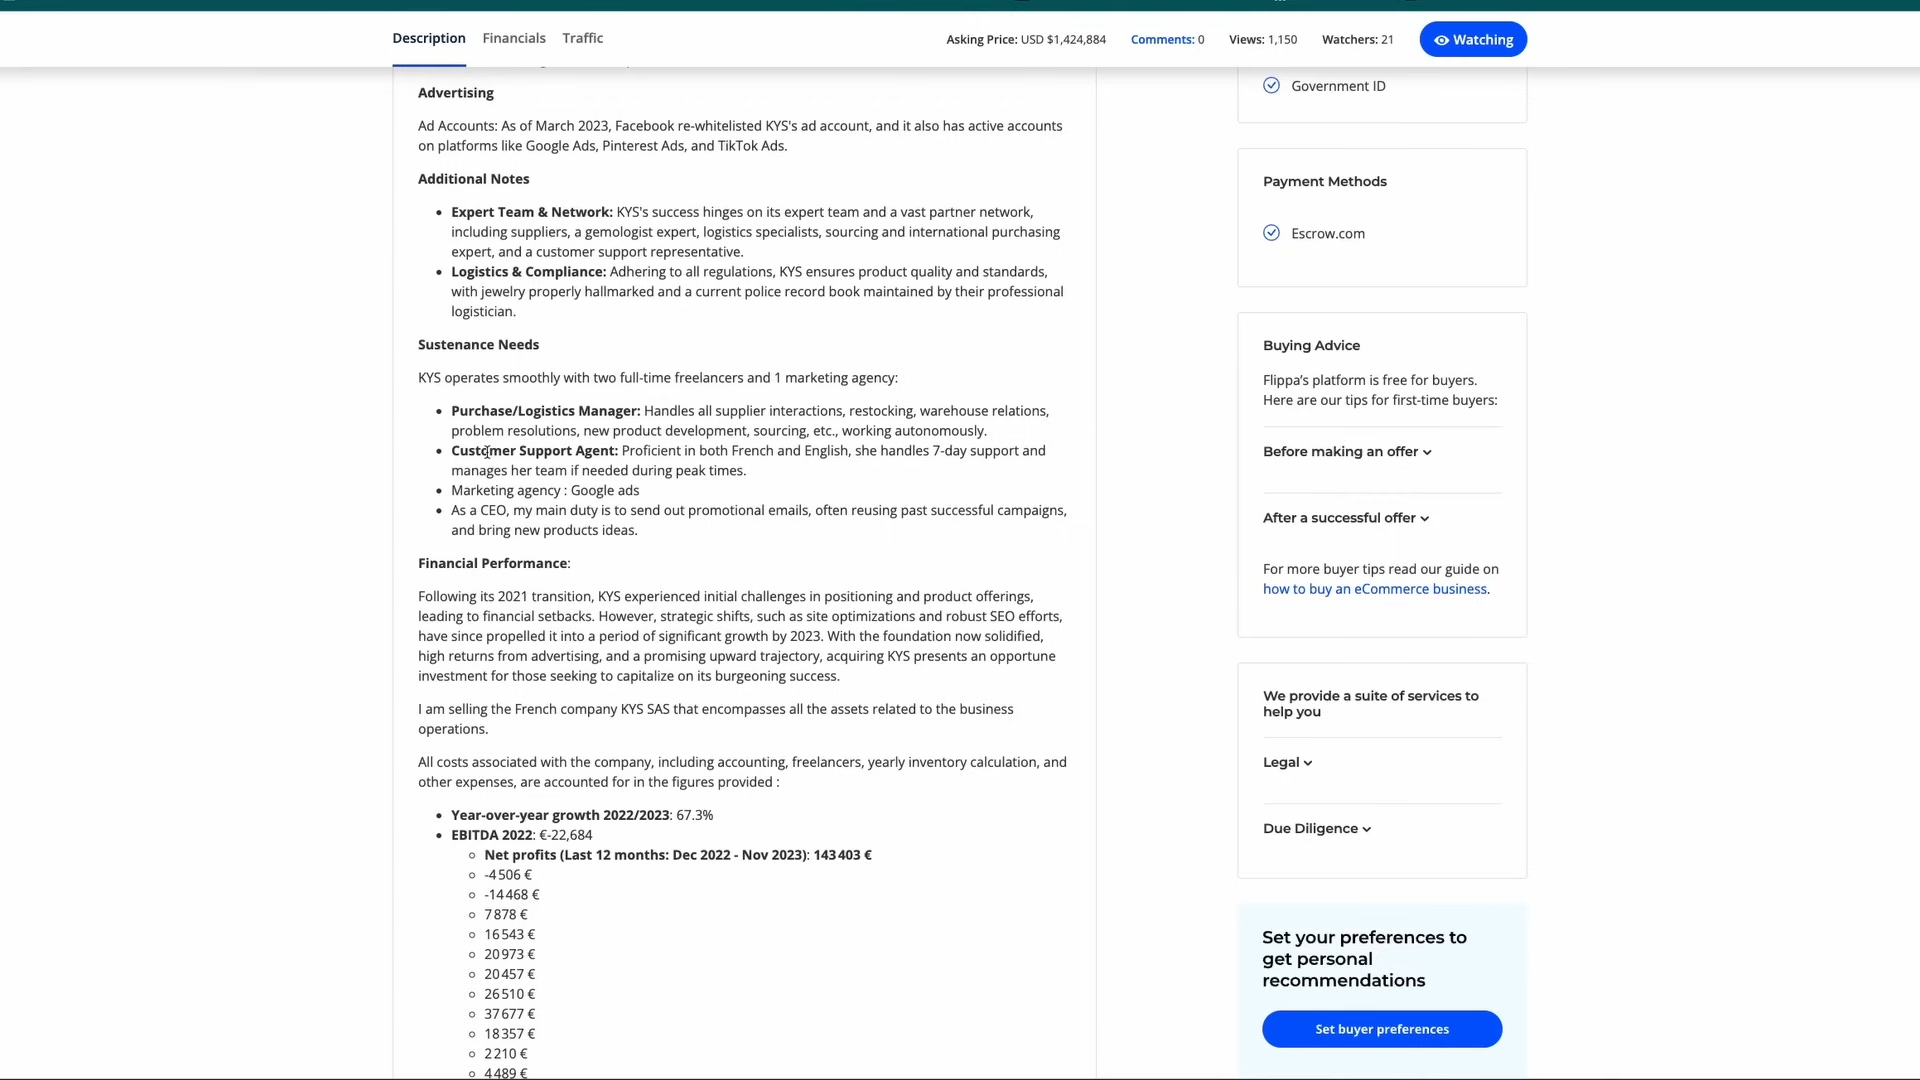 Description Financials Traffic
Asking Price: USD $1,424,884 Comments: 0 Views: 1,150 Watchers: 21 Watching
Advertising
Ad Accounts: As of March 2023, Facebook re-whitelisted KYS's ad account, and it also has active accounts
on platforms like Google Ads, Pinterest Ads, and TikTok Ads.
Additional Notes
• Expert Team & Network: KYS's success hinges on its expert team and a vast partner network,
including suppliers, a gemologist expert, logistics specialists, sourcing and international purchasing
expert, and a customer support representative.
• Logistics & Compliance: Adhering to all regulations, KYS ensures product quality and standards,
with jewelry properly hallmarked and a current police record book maintained by their professional
logistician.
Sustenance Needs
KYS operates smoothly with two full-time freelancers and 1 marketing agency:
• Purchase/Logistics Manager: Handles all supplier interactions, restocking, warehouse relations,
problem resolutions, new product development, sourcing, etc., working autonomously.
• Customer Support Agent: Proficient in both French and English, she handles 7-day support and
manages her team if needed during peak times.
• Marketing agency : Google ads
• As a CEO, my main duty is to send out promotional emails, often reusing past successful campaigns,
and bring new products ideas.
Financial Performance:
Following its 2021 transition, KYS experienced initial challenges in positioning and product offerings,
leading to financial setbacks. However, strategic shifts, such as site optimizations and robust SEO efforts,
have since propelled it into a period of significant growth by 2023. With the foundation now solidified,
high returns from advertising, and a promising upward trajectory, acquiring KYS presents an opportune
investment for those seeking to capitalize on its burgeoning success.
I am selling the French company KYS SAS that encompasses all the assets related to the business
operations.
All costs associated with the company, including accounting, freelancers, yearly inventory calculation, and
other expenses, are accounted for in the figures provided :
• Year-over-year growth 2022/2023: 67.3%
• EBITDA 2022: €-22,684
○ Net profits (Last 12 months: Dec 2022 - Nov 2023): 143 403 €
○ -4 506 €
○ -14 468 €
○ 7 878 €
○ 16 543 €
○ 20 973 €
○ 20 457 €
○ 26 510 €
○ 37 677 €
○ 18 357 €
○ 2 210 €
○ 4 489 €
Government ID
Payment Methods
Escrow.com
Buying Advice
Flippa's platform is free for buyers.
Here are our tips for first-time buyers:
Before making an offer
After a successful offer
For more buyer tips read our guide on
how to buy an eCommerce business.
We provide a suite of services to
help you
Legal
Due Diligence
Set your preferences to
get personal
recommendations
Set buyer preferences